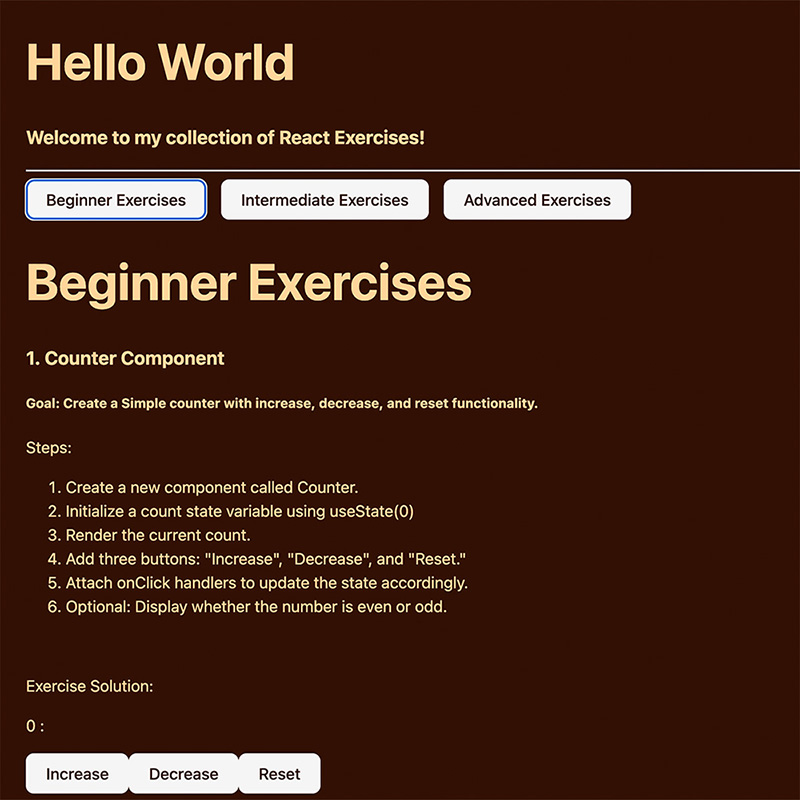 Hello World
Welcome to my collection of React Exercises!
Beginner Exercises Intermediate Exercises Advanced Exercises
Beginner Exercises
1. Counter Component
Goal: Create a Simple counter with increase, decrease, and reset functionality.
Steps:
1. Create a new component called Counter.
2. Initialize a count state variable using useState(0)
3. Render the current count.
4. Add three buttons: "Increase", "Decrease", and "Reset."
5. Attach onClick handlers to update the state accordingly.
6. Optional: Display whether the number is even or odd.
Exercise Solution:
0 :
Increase Decrease Reset